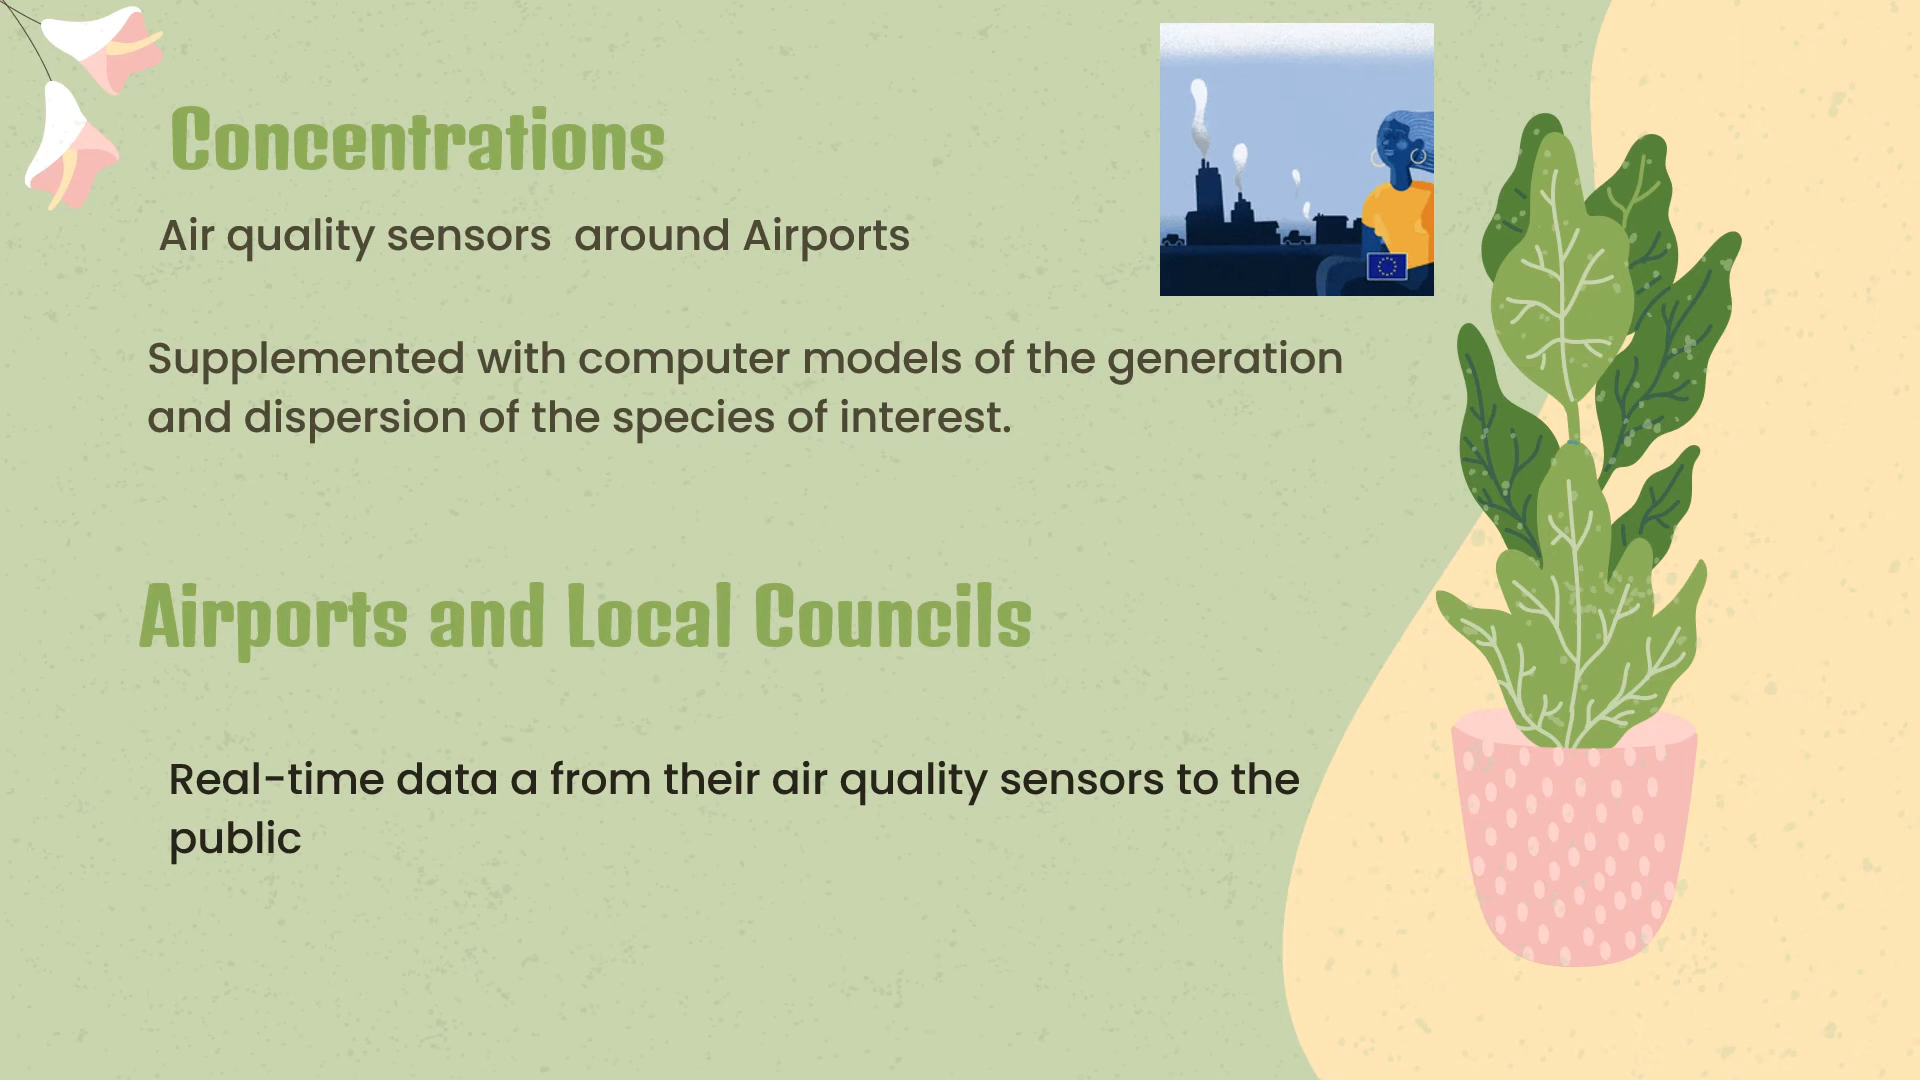 Concentrations
Air quality sensors  around Airports
Supplemented with computer models of the generation
and dispersion of the species of interest.
Airports and Local Councils
Real-time data a from their air quality sensors to the
public